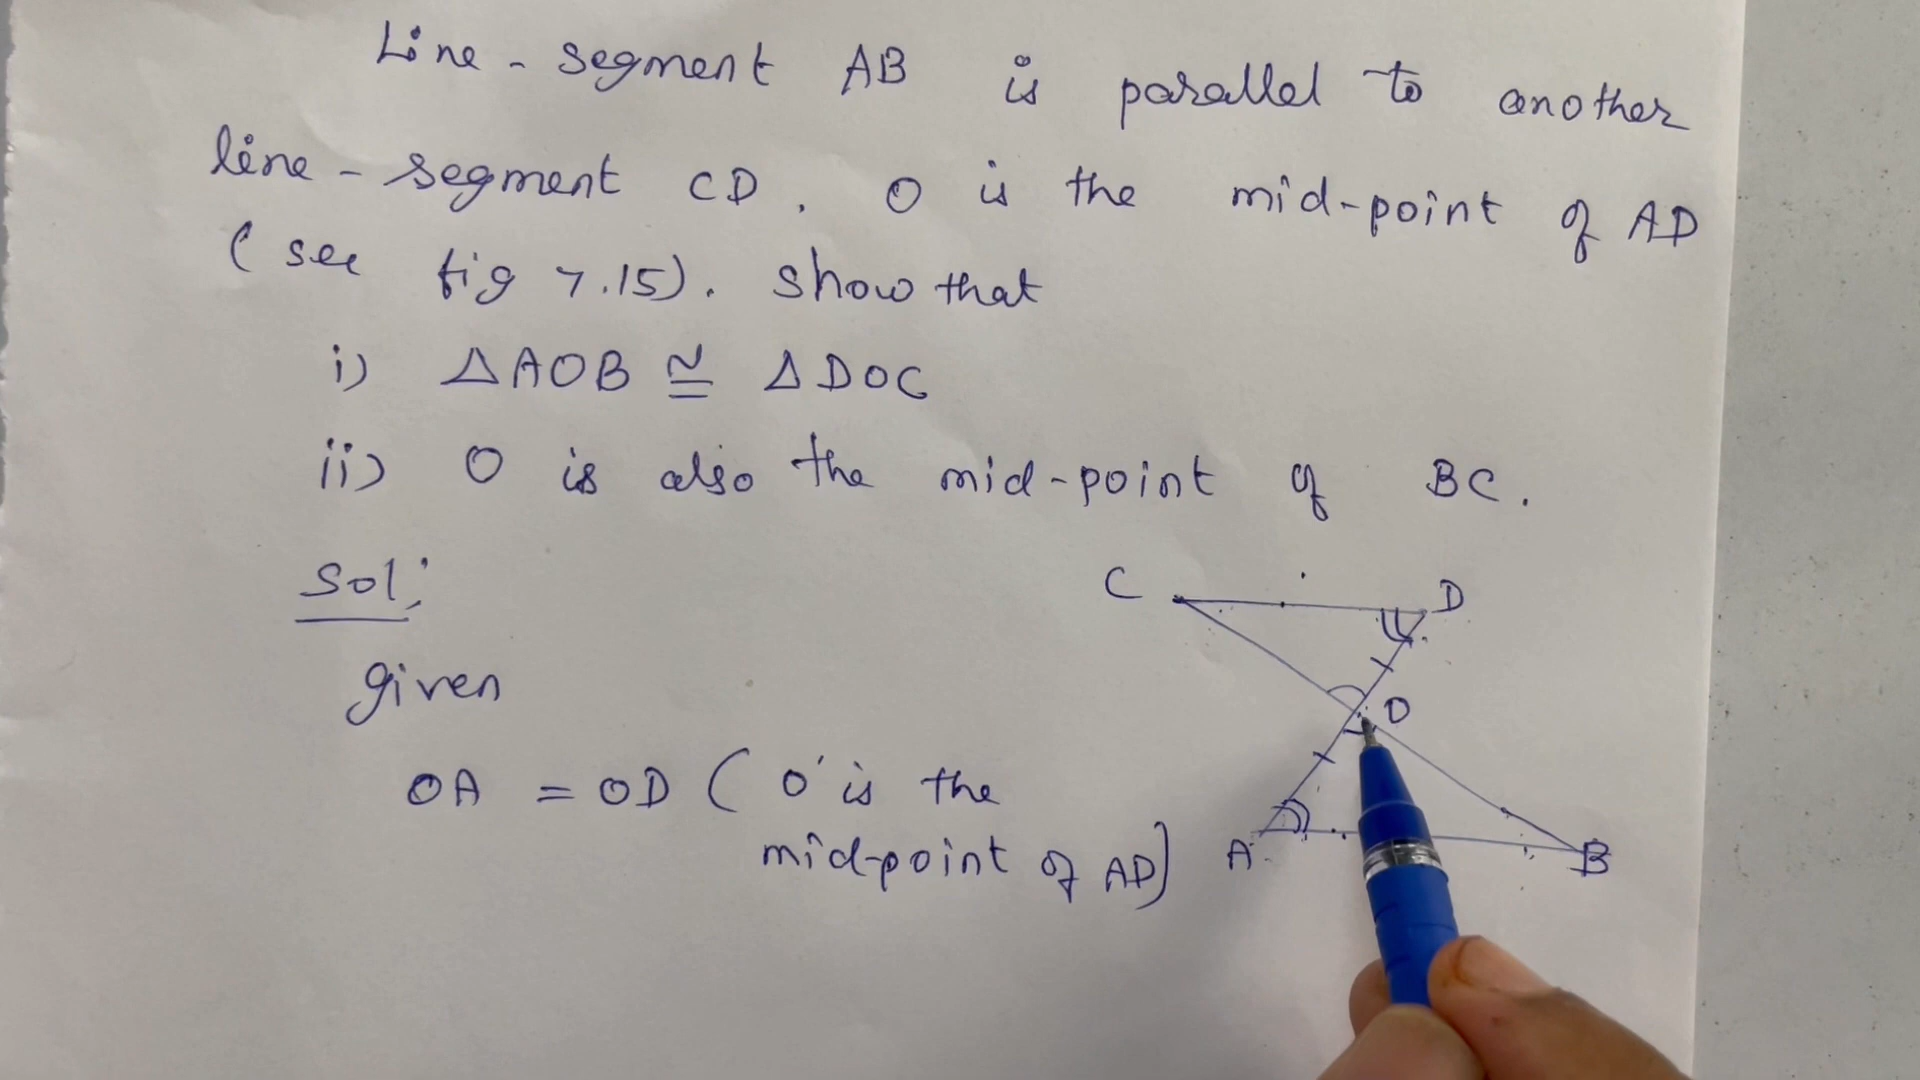 Line - segment AB is parallel to another
line - segment CD. O is the mid-point of AD
(see fig 7.15). show that
i) △AOB ≅ △DOC
ii) O is also the mid-point of BC.
Sol:
C D
given
O
OA = OD ( O is the
mid-point of AD)
A B